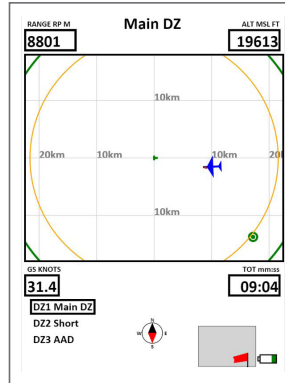 Main DZ
RANGE RP M
ALT MSL FT
8801
19613
10km
20km
10km
10km
20
10km
GS KNOTS
TOT mm:ss
31.4
09:04
DZ1 Main DZ
DZ2 Short
DZ3 AAD
N
W
E
S